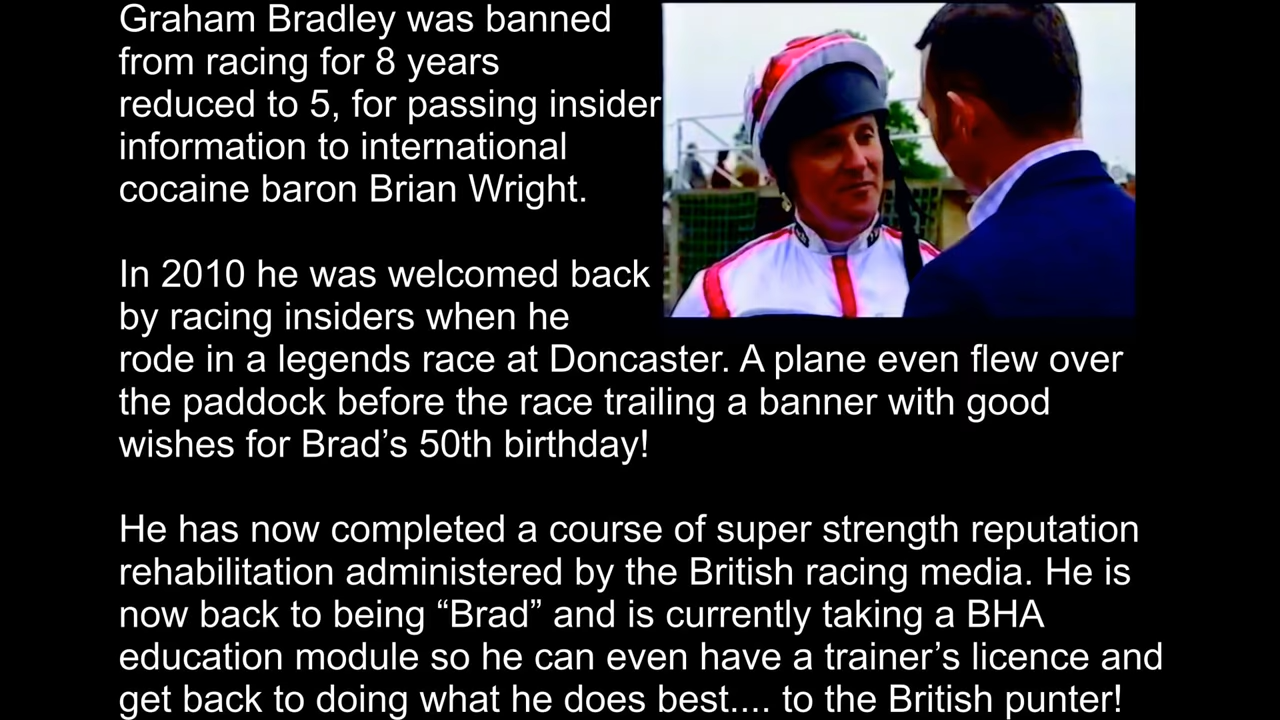 Graham Bradley was banned
from racing for 8 years
reduced to 5, for passing insider
information to international
cocaine baron Brian Wright.
In 2010 he was welcomed back
by racing insiders when he
rode in a legends race at Doncaster. A plane even flew over
the paddock before the race trailing a banner with good
wishes for Brad’s 50th birthday!
He has now completed a course of super strength reputation
rehabilitation administered by the British racing media. He is
now back to being “Brad” and is currently taking a BHA
education module so he can even have a trainer’s licence and
get back to doing what he does best.... to the British punter!